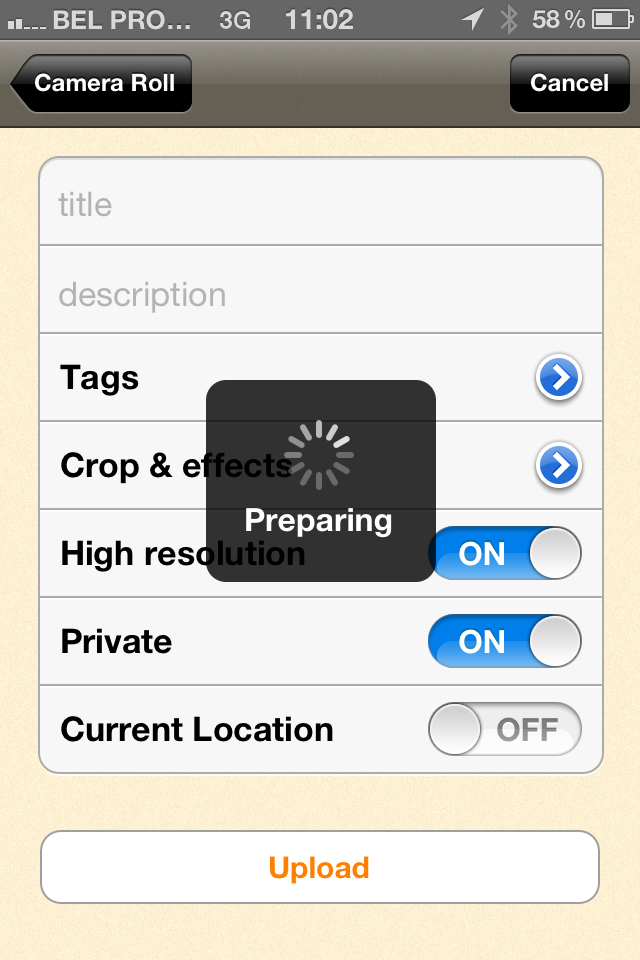 BEL PRO... 3G 11:02 58%
Camera Roll Cancel
title
description
Tags
Crop & effects
Preparing
High resolution ON
Private ON
Current Location OFF
Upload